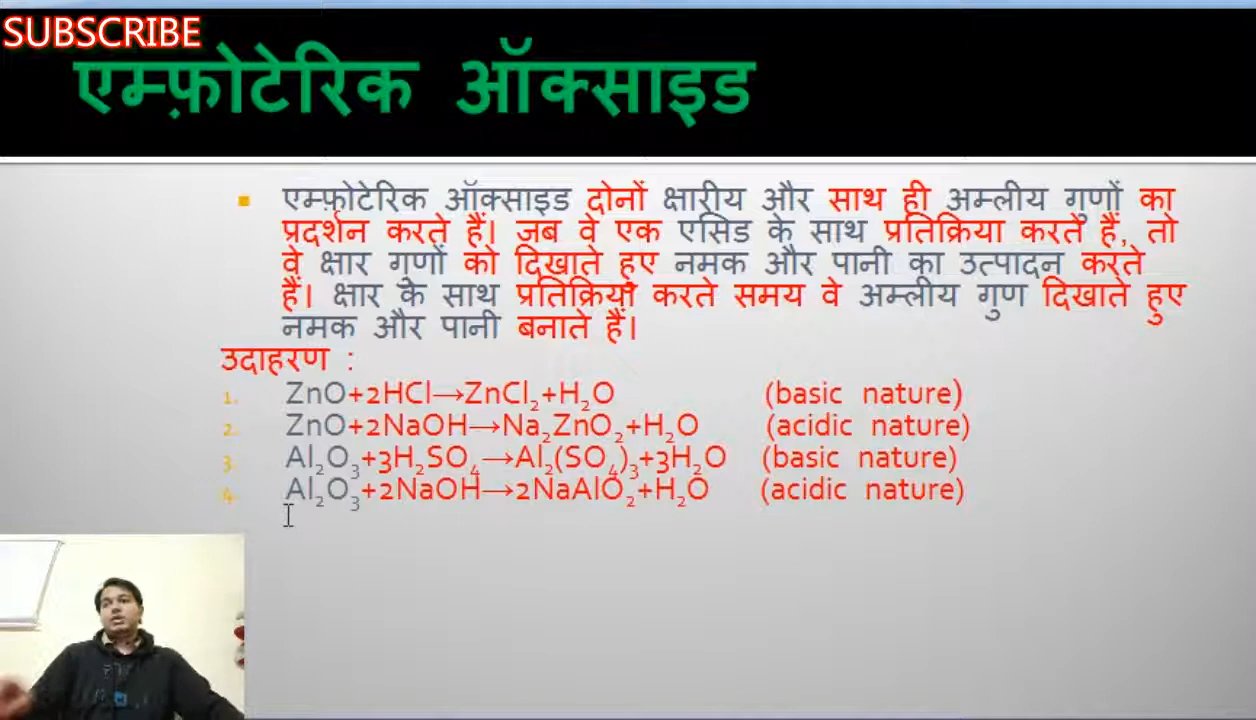 SUBSCRIBE
एम्फ़ोटेरिक ऑक्साइड
एम्फ़ोटेरिक ऑक्साइड दोनों क्षारीय और साथ ही अम्लीय गुणों का
प्रदर्शन करते हैं। जब वे एक एसिड के साथ प्रतिक्रिया करते हैं, तो
वे क्षार गुणों को दिखाते हुए नमक और पानी का उत्पादन करते
हैं। क्षार के साथ प्रतिक्रिया करते समय वे अम्लीय गुण दिखाते हुए
नमक और पानी बनाते हैं।
उदाहरण :
1. ZnO+2HCl→ZnCl₂+H₂O (basic nature)
2. ZnO+2NaOH→Na₂ZnO₂+H₂O (acidic nature)
3. Al₂O₃+3H₂SO₄→Al₂(SO₄)₃+3H₂O (basic nature)
4. Al₂O₃+2NaOH→2NaAlO₂+H₂O (acidic nature)